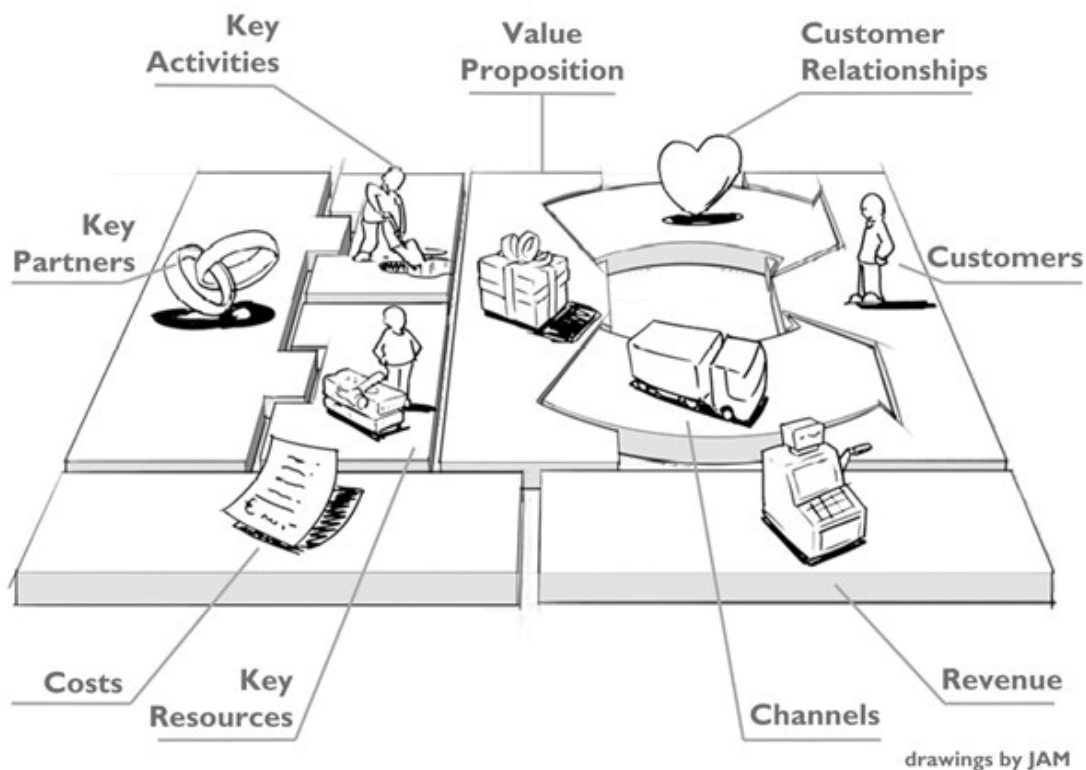 Key
Activities
Value
Proposition
Customer
Relationships
Key
Partners
Customers
Costs
Key
Resources
Channels
Revenue
drawings by JAM